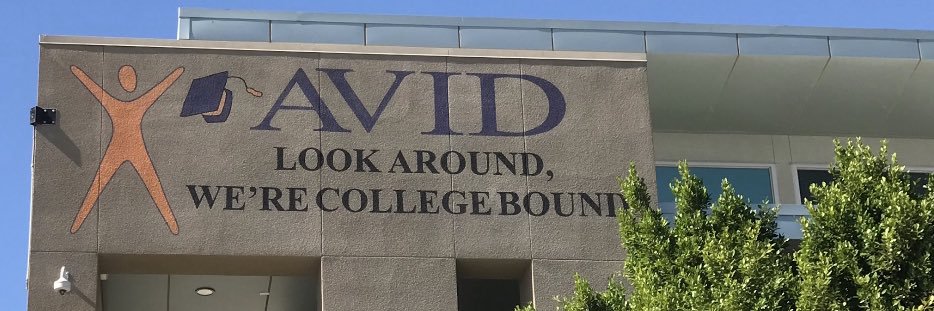 AVID
LOOK AROUND,
WE'RE COLLEGE BOUND